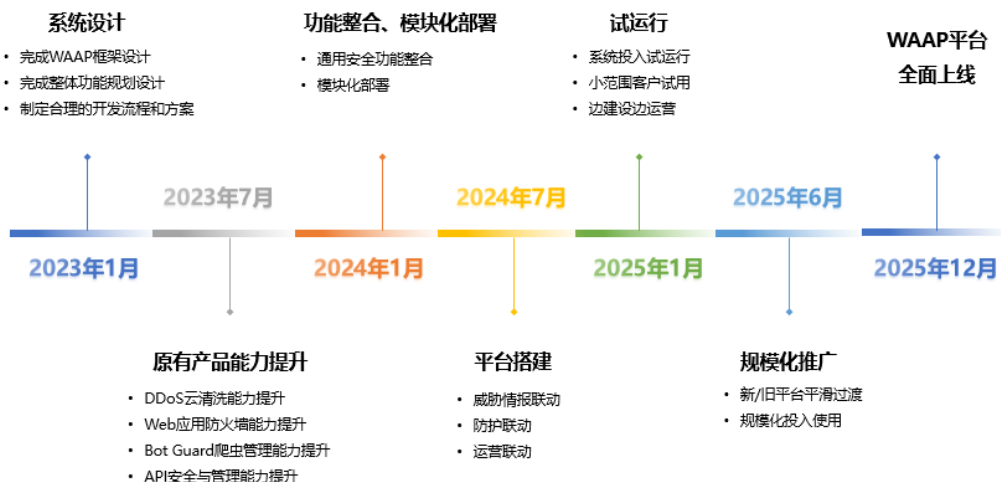 系统设计
• 完成WAAP框架设计
• 完成整体功能规划设计
• 制定合理的开发流程和方案
功能整合、模块化部署
• 通用安全功能整合
• 模块化部署
试运行
• 系统投入试运行
• 小范围客户试用
• 边建设边运营
WAAP平台
全面上线
2023年7月
2024年7月
2025年6月
2023年1月
2024年1月
2025年1月
2025年12月
原有产品能力提升
• DDoS云清洗能力提升
• Web应用防火墙能力提升
• Bot Guard爬虫管理能力提升
• API安全与管理能力提升
平台搭建
• 威胁情报联动
• 防护联动
• 运营联动
规模化推广
• 新/旧平台平滑过渡
• 规模化投入使用